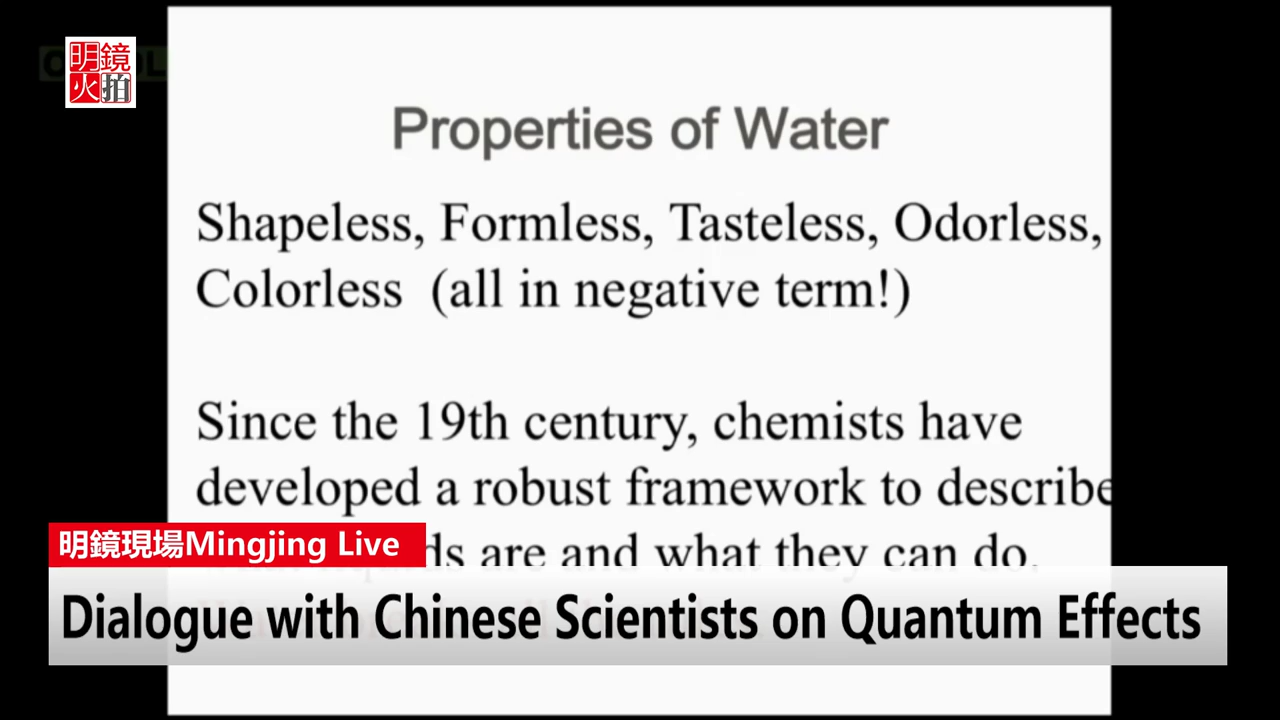 明鏡
火拍
Properties of Water
Shapeless, Formless, Tasteless, Odorless,
Colorless (all in negative term!)
Since the 19th century, chemists have
developed a robust framework to describe
are and what they can do.
明鏡現場Mingjing Live
Dialogue with Chinese Scientists on Quantum Effects